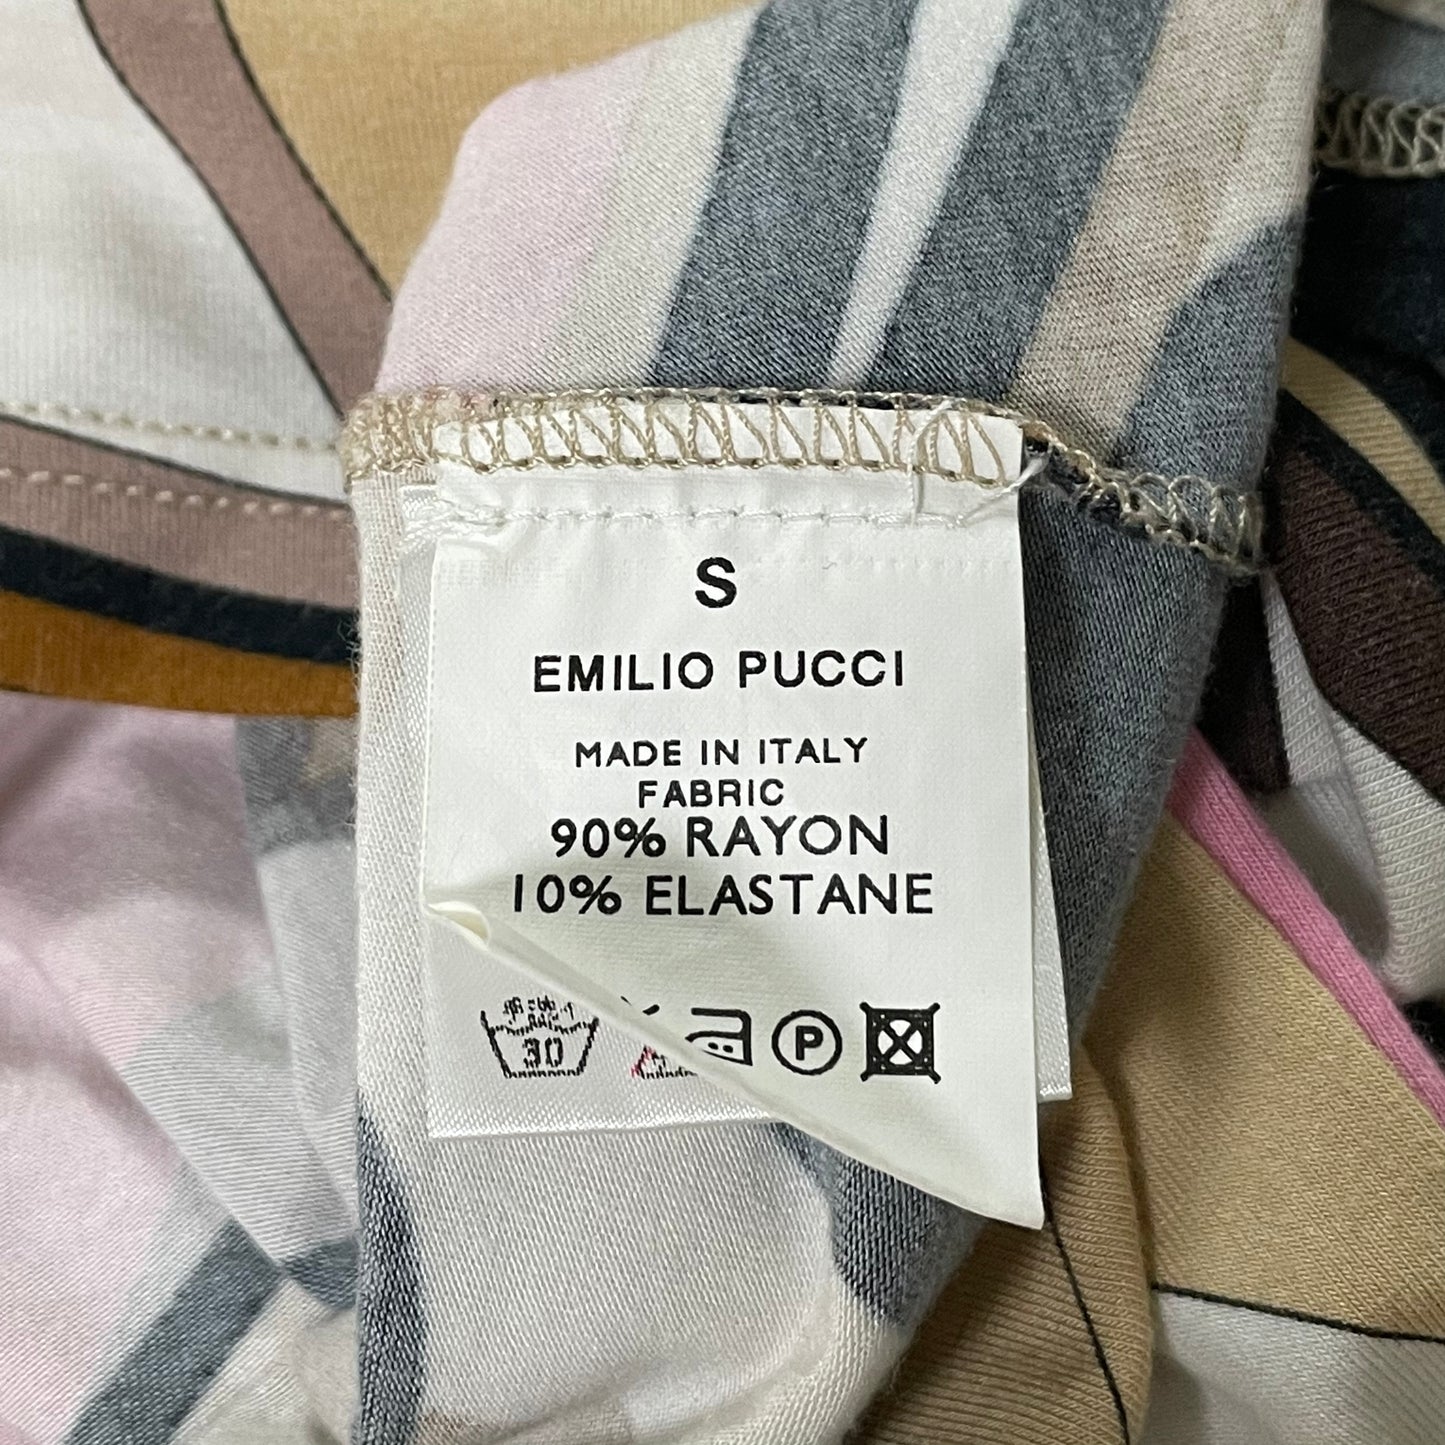 S
EMILIO PUCCI
MADE IN ITALY
FABRIC
90% RAYON
10% ELASTANE
30 P